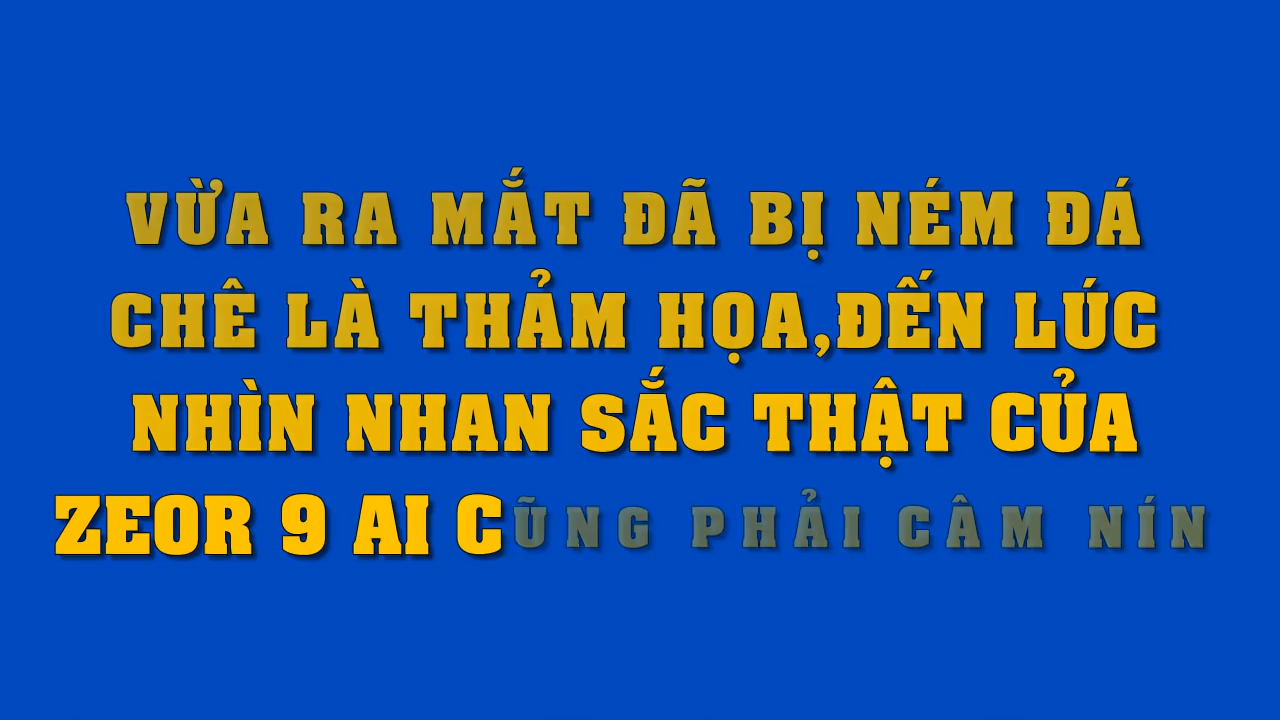 VỪA RA MẮT ĐÃ BỊ NÉM ĐÁ
CHÊ LÀ THẢM HỌA,ĐẾN LÚC
NHÌN NHAN SẮC THẬT CỦA
ZEOR 9 AI CŨNG PHẢI CÂM NÍN